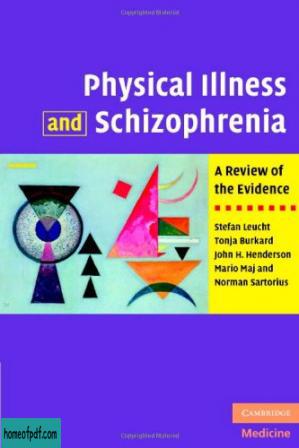 Physical Illness
and Schizophrenia
A Review of
the Evidence
Stefan Leucht
Tonja Burkard
John H. Henderson
Mario Maj and
Norman Sartorius
CAMBRIDGE
Medicine
homeofpdf.com